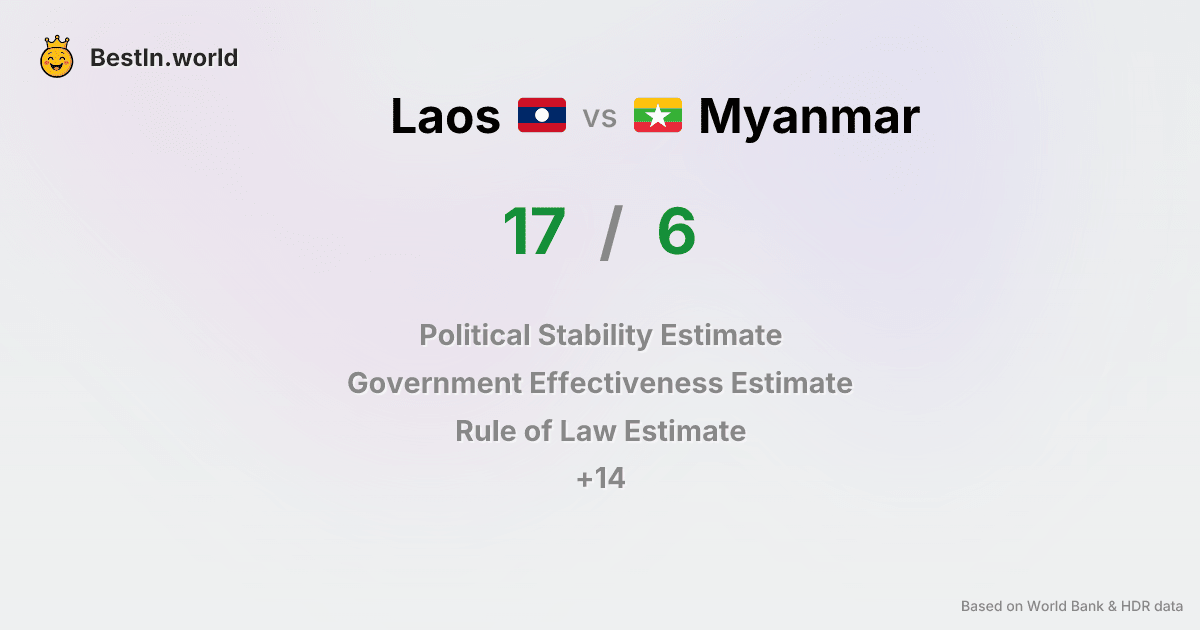 BestIn.world
Laos vs Myanmar
17 / 6
Political Stability Estimate
Government Effectiveness Estimate
Rule of Law Estimate
+14
Based on World Bank & HDR data